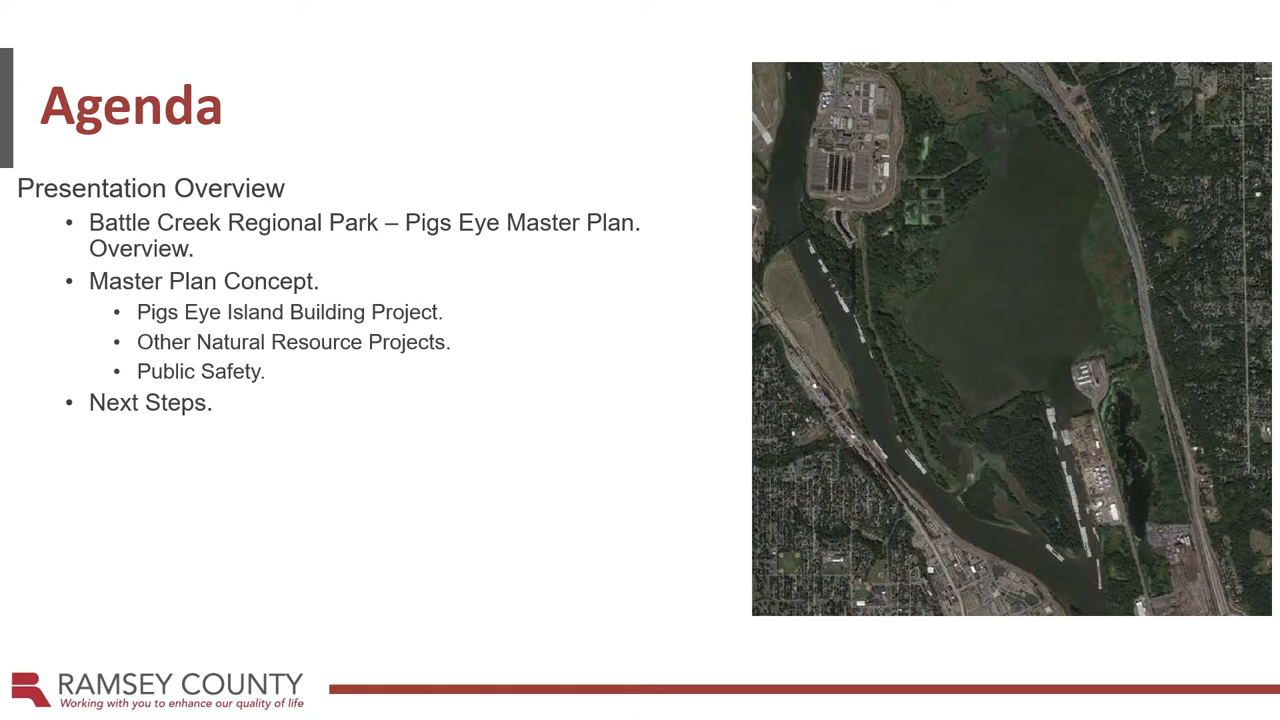 Agenda
Presentation Overview
• Battle Creek Regional Park – Pigs Eye Master Plan.
Overview.
• Master Plan Concept.
• Pigs Eye Island Building Project.
• Other Natural Resource Projects.
• Public Safety.
• Next Steps.
RAMSEY COUNTY
Working with you to enhance our quality of life